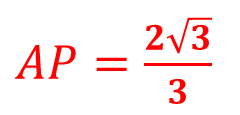 AP = 2√3/3